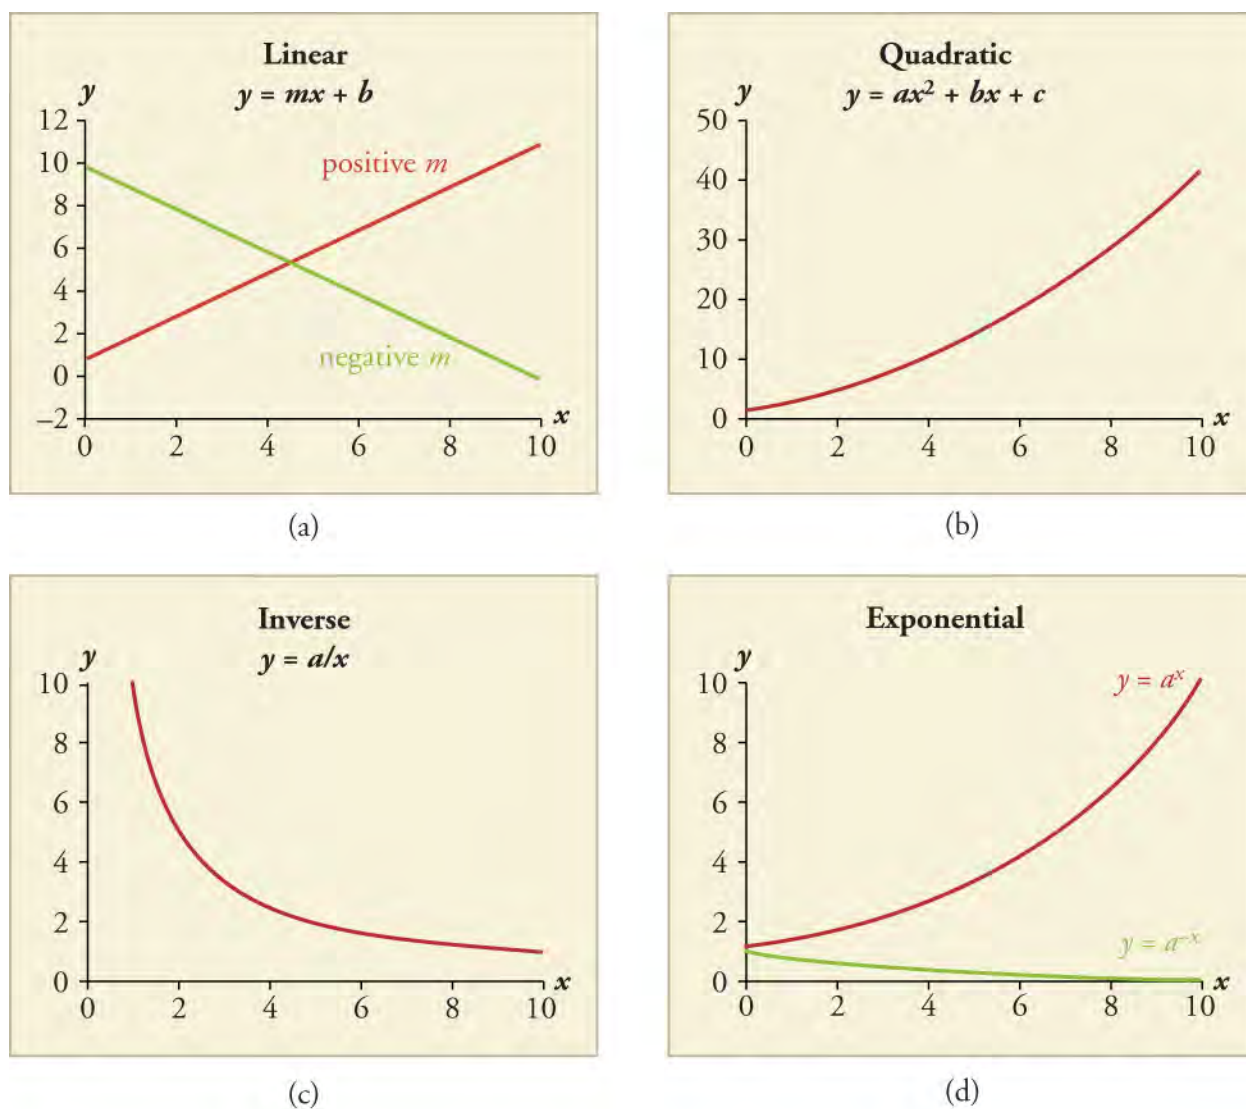 Linear
y = mx + b
y
12
10
8
6
4
2
0
–2
positive m
negative m
0 2 4 6 8 10
x
(a)
Quadratic
y = ax² + bx + c
y
50
40
30
20
10
0
0 2 4 6 8 10
x
(b)
Inverse
y = a/x
y
10
8
6
4
2
0
0 2 4 6 8 10
x
(c)
Exponential
y
10
8
6
4
2
0
y = aˣ
y = a⁻ˣ
0 2 4 6 8 10
x
(d)